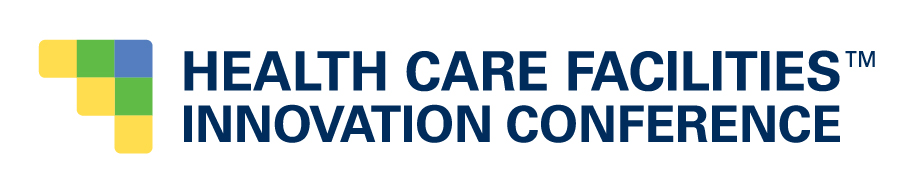 HEALTH CARE FACILITIES™
INNOVATION CONFERENCE